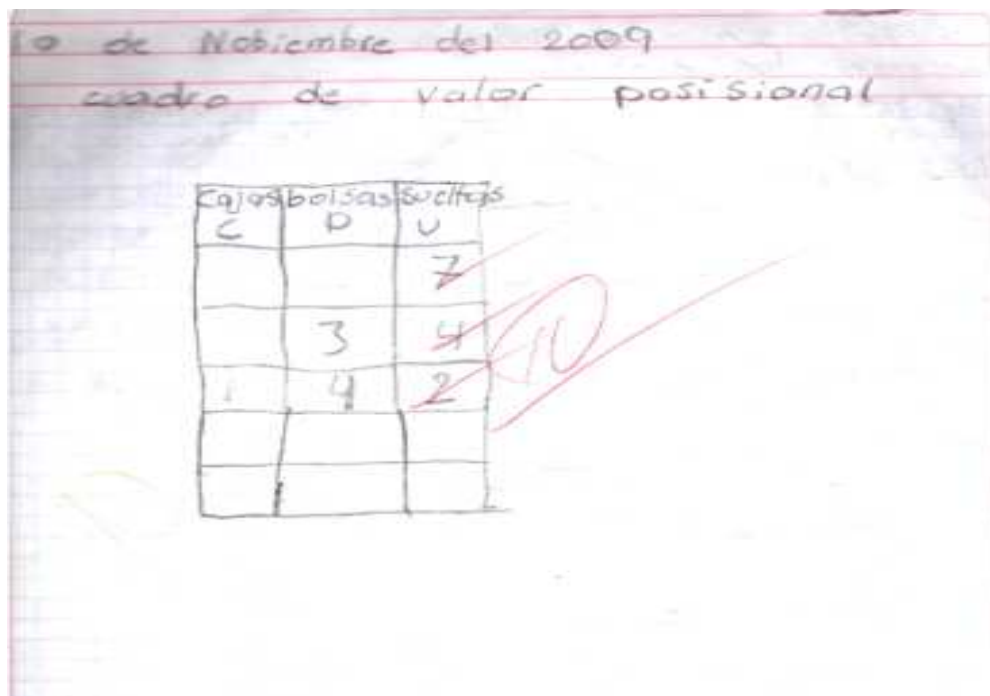 10 de Nobiembre del 2009
cuadro de valor posisional
cajas bolsas sueltas
C D U
7
3 4
1 4 2
10